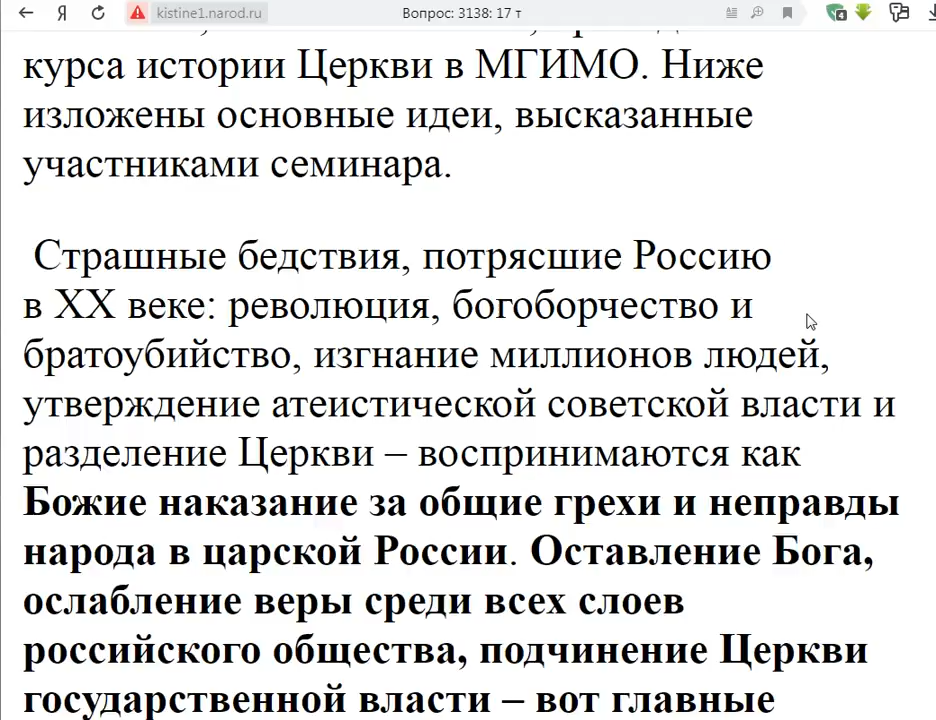 kistine1.narod.ru
Вопрос: 3138: 17 т
4
курса истории Церкви в МГИМО. Ниже
изложены основные идеи, высказанные
участниками семинара.
Страшные бедствия, потрясшие Россию
в XX веке: революция, богоборчество и
братоубийство, изгнание миллионов людей,
утверждение атеистической советской власти и
разделение Церкви – воспринимаются как
Божие наказание за общие грехи и неправды
народа в царской России. Оставление Бога,
ослабление веры среди всех слоев
российского общества, подчинение Церкви
государственной власти – вот главные